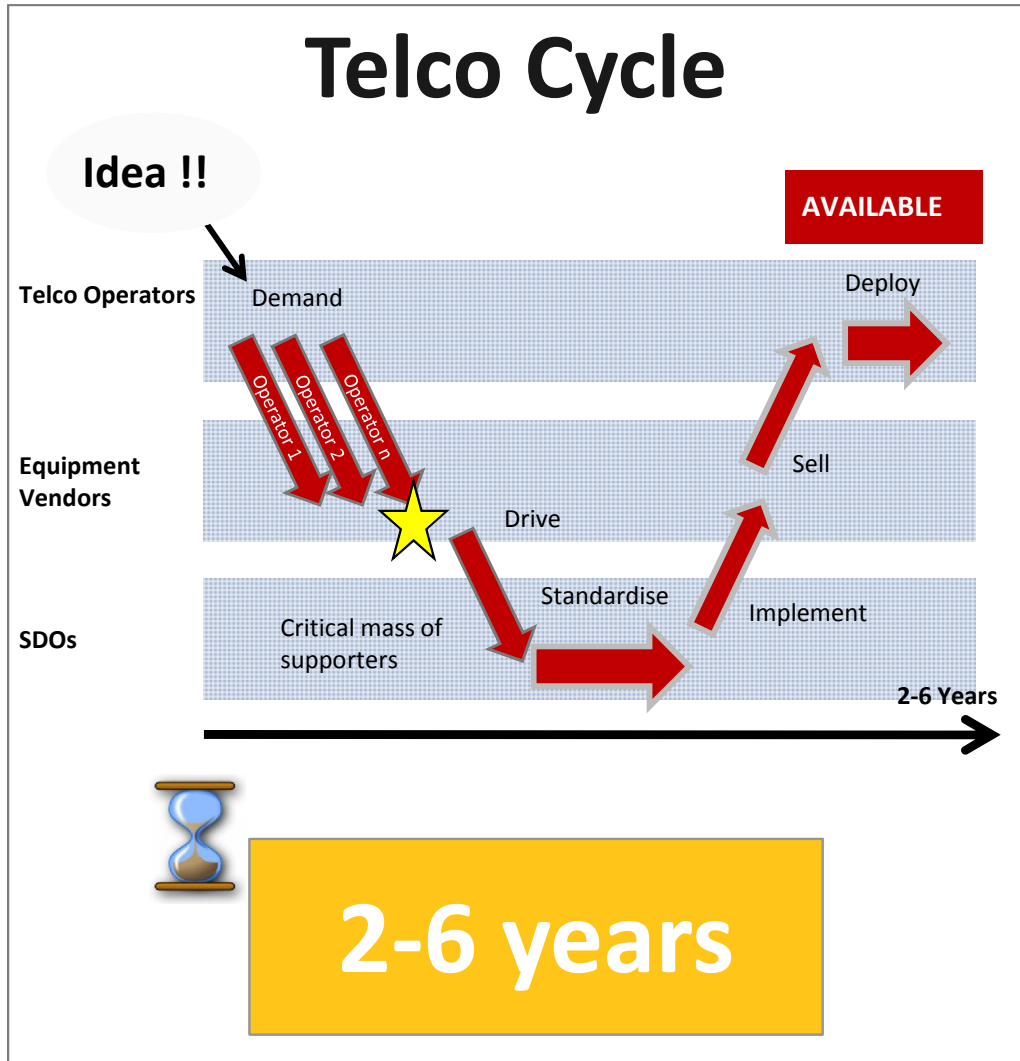 Telco Cycle
Idea !!
AVAILABLE
Telco Operators
Demand
Deploy
Operator 1
Operator 2
Operator n
Equipment
Vendors
Sell
Drive
Standardise
Implement
SDOs
Critical mass of
supporters
2-6 Years
2-6 years